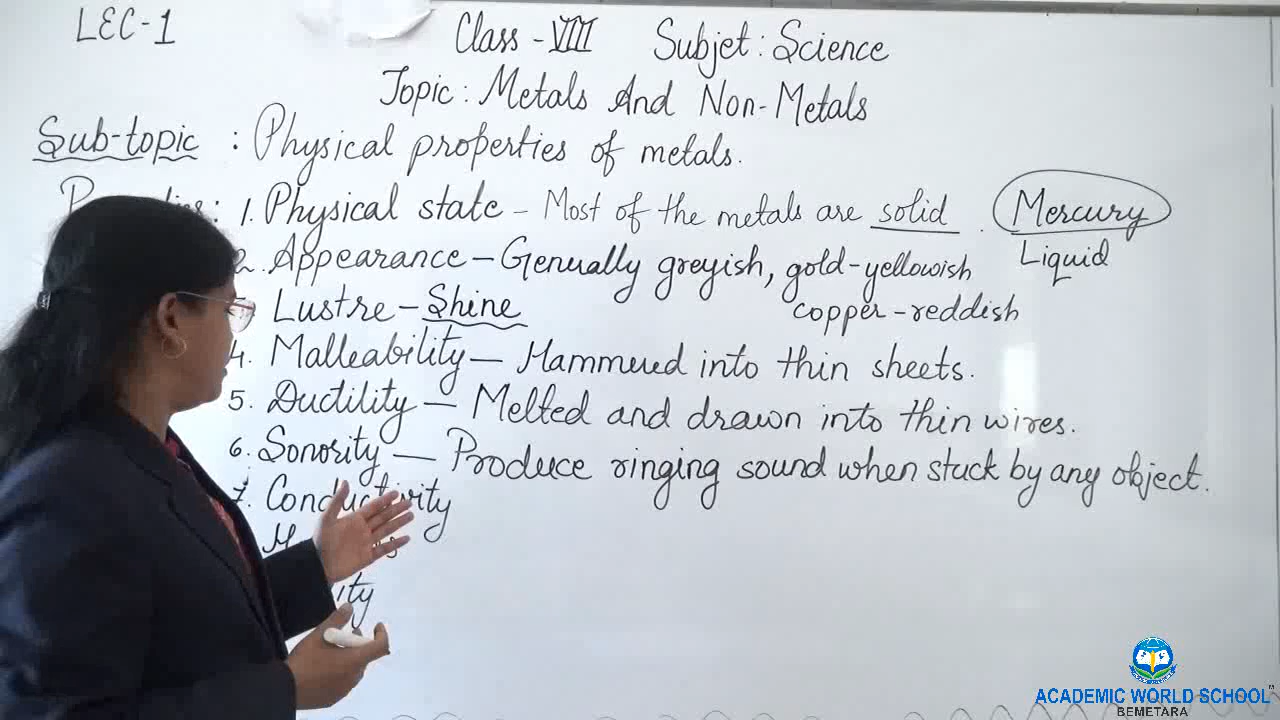 LEC-1
Class - VIII Subjet : Science
Topic : Metals And Non-Metals
Sub-topic : Physical properties of metals.
1. Physical state - Most of the metals are solid. Mercury
Liquid
2. Appearance - Generally greyish, gold-yellowish
copper-reddish
Lustre - Shine
4. Malleability - Hammered into thin sheets.
5. Ductility - Melted and drawn into thin wires.
6. Sonority - Produce ringing sound when stuck by any object.
7. Conductivity
ACADEMIC WORLD SCHOOL
BEMETARA